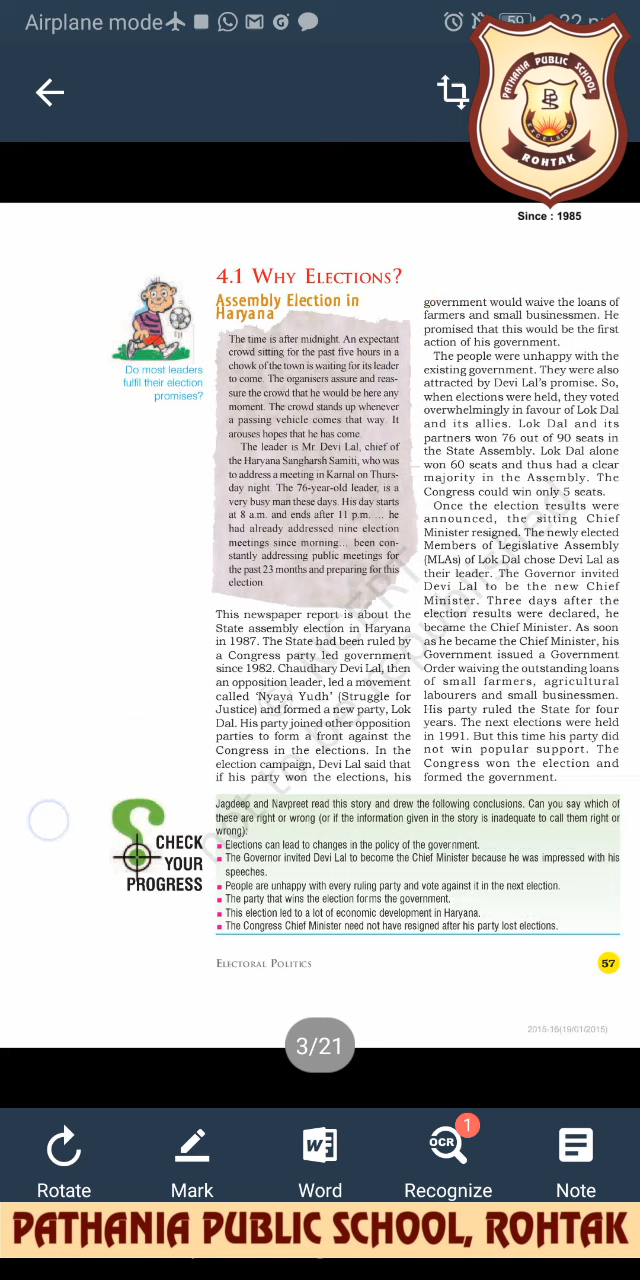 Airplane mode
59
PATHANIA PUBLIC SCHOOL
EXCELSIOR
ROHTAK
Since : 1985
4.1 WHY ELECTIONS?
Assembly Election in
Haryana
Do most leaders
fulfil their election
promises?
The time is after midnight. An expectant
crowd sitting for the past five hours in a
chowk of the town is waiting for its leader
to come. The organisers assure and reas-
sure the crowd that he would be here any
moment. The crowd stands up whenever
a passing vehicle comes that way. It
arouses hopes that he has come.
The leader is Mr. Devi Lal, chief of
the Haryana Sangharsh Samiti, who was
to address a meeting in Karnal on Thurs-
day night. The 76-year-old leader, is a
very busy man these days. His day starts
at 8 a.m. and ends after 11 p.m. ... he
had already addressed nine election
meetings since morning... been con-
stantly addressing public meetings for
the past 23 months and preparing for this
election.
This newspaper report is about the
State assembly election in Haryana
in 1987. The State had been ruled by
a Congress party led government
since 1982. Chaudhary Devi Lal, then
an opposition leader, led a movement
called ‘Nyaya Yudh’ (Struggle for
Justice) and formed a new party, Lok
Dal. His party joined other opposition
parties to form a front against the
Congress in the elections. In the
election campaign, Devi Lal said that
if his party won the elections, his
government would waive the loans of
farmers and small businessmen. He
promised that this would be the first
action of his government.
The people were unhappy with the
existing government. They were also
attracted by Devi Lal’s promise. So,
when elections were held, they voted
overwhelmingly in favour of Lok Dal
and its allies. Lok Dal and its
partners won 76 out of 90 seats in
the State Assembly. Lok Dal alone
won 60 seats and thus had a clear
majority in the Assembly. The
Congress could win only 5 seats.
Once the election results were
announced, the sitting Chief
Minister resigned. The newly elected
Members of Legislative Assembly
(MLAs) of Lok Dal chose Devi Lal as
their leader. The Governor invited
Devi Lal to be the new Chief
Minister. Three days after the
election results were declared, he
became the Chief Minister. As soon
as he became the Chief Minister, his
Government issued a Government
Order waiving the outstanding loans
of small farmers, agricultural
labourers and small businessmen.
His party ruled the State for four
years. The next elections were held
in 1991. But this time his party did
not win popular support. The
Congress won the election and
formed the government.
CHECK
YOUR
PROGRESS
Jagdeep and Navpreet read this story and drew the following conclusions. Can you say which of
these are right or wrong (or if the information given in the story is inadequate to call them right or
wrong):
Elections can lead to changes in the policy of the government.
The Governor invited Devi Lal to become the Chief Minister because he was impressed with his
speeches.
People are unhappy with every ruling party and vote against it in the next election.
The party that wins the election forms the government.
This election led to a lot of economic development in Haryana.
The Congress Chief Minister need not have resigned after his party lost elections.
ELECTORAL POLITICS
57
2015-16(19/01/2015)
3/21
W
OCR
1
Rotate
Mark
Word
Recognize
Note
PATHANIA PUBLIC SCHOOL, ROHTAK